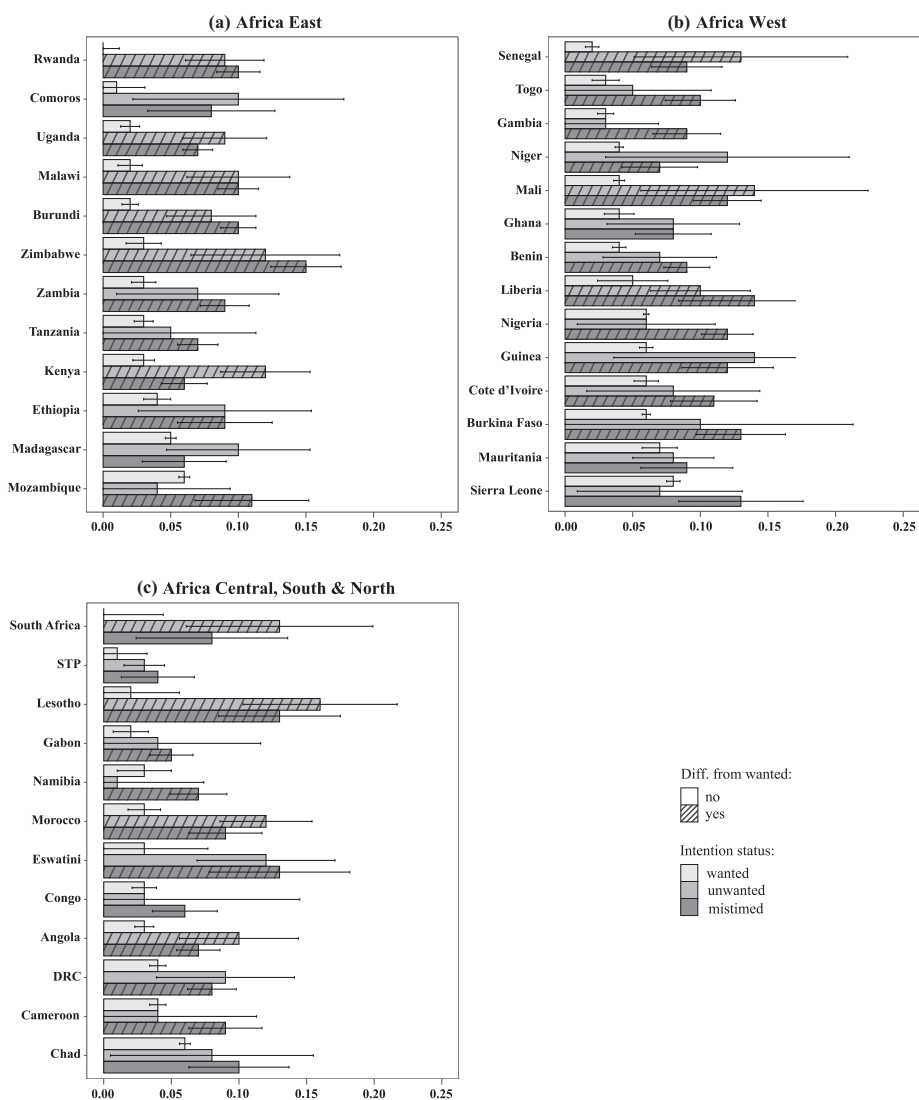 (a) Africa East
Rwanda
Comoros
Uganda
Malawi
Burundi
Zimbabwe
Zambia
Tanzania
Kenya
Ethiopia
Madagascar
Mozambique
0.00 0.05 0.10 0.15 0.20 0.25
(b) Africa West
Senegal
Togo
Gambia
Niger
Mali
Ghana
Benin
Liberia
Nigeria
Guinea
Cote d'Ivoire
Burkina Faso
Mauritania
Sierra Leone
0.00 0.05 0.10 0.15 0.20 0.25
(c) Africa Central, South & North
South Africa
STP
Lesotho
Gabon
Namibia
Morocco
Eswatini
Congo
Angola
DRC
Cameroon
Chad
0.00 0.05 0.10 0.15 0.20 0.25
Diff. from wanted:
no
yes
Intention status:
wanted
unwanted
mistimed